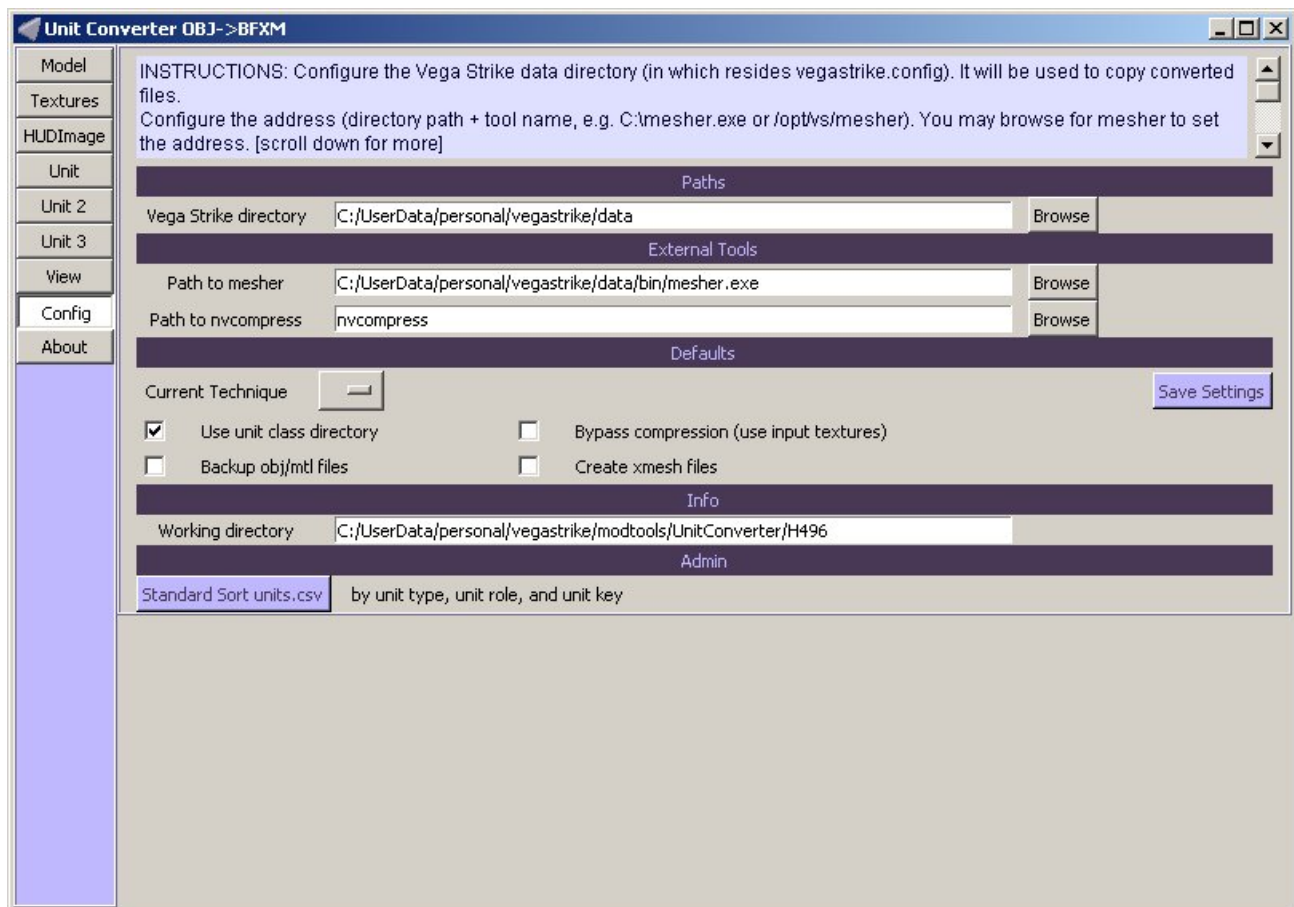 Unit Converter OBJ->BFXM
Model
Textures
HUDImage
Unit
Unit 2
Unit 3
View
Config
About
INSTRUCTIONS: Configure the Vega Strike data directory (in which resides vegastrike.config). It will be used to copy converted
files.
Configure the address (directory path + tool name, e.g. C:\mesher.exe or /opt/vs/mesher). You may browse for mesher to set
the address. [scroll down for more]
Paths
Vega Strike directory C:/UserData/personal/vegastrike/data Browse
External Tools
Path to mesher C:/UserData/personal/vegastrike/data/bin/mesher.exe Browse
Path to nvcompress nvcompress Browse
Defaults
Current Technique Save Settings
Use unit class directory Bypass compression (use input textures)
Backup obj/mtl files Create xmesh files
Info
Working directory C:/UserData/personal/vegastrike/modtools/UnitConverter/H496
Admin
Standard Sort units.csv by unit type, unit role, and unit key